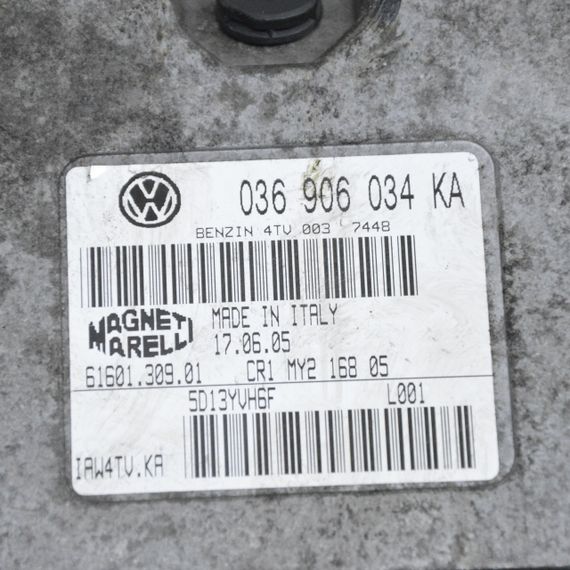 VW
036 906 034 KA
BENZIN 4TV 003 7448
MAGNETI MARELLI
MADE IN ITALY
17.06.05
61601.309.01 CR1 MY2 168 05
5D13YVH6F L001
IAW4TV.KA